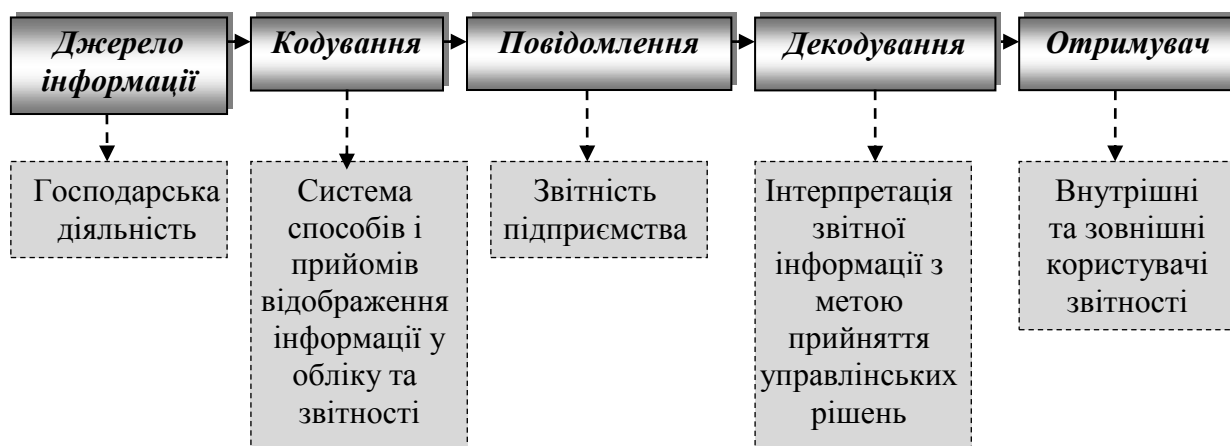 Джерело
інформації
Кодування
Повідомлення
Декодування
Отримувач
Господарська
діяльність
Система
способів і
прийомів
відображення
інформації у
обліку та
звітності
Звітність
підприємства
Інтерпретація
звітної
інформації з
метою
прийняття
управлінських
рішень
Внутрішні
та зовнішні
користувачі
звітності